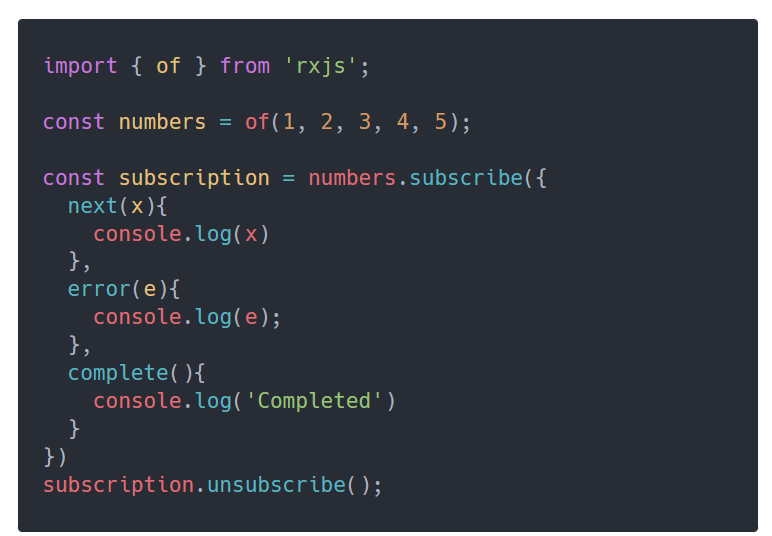 import { of } from 'rxjs';

const numbers = of(1, 2, 3, 4, 5);

const subscription = numbers.subscribe({
  next(x){
    console.log(x)
  },
  error(e){
    console.log(e);
  },
  complete(){
    console.log('Completed')
  }
})
subscription.unsubscribe();